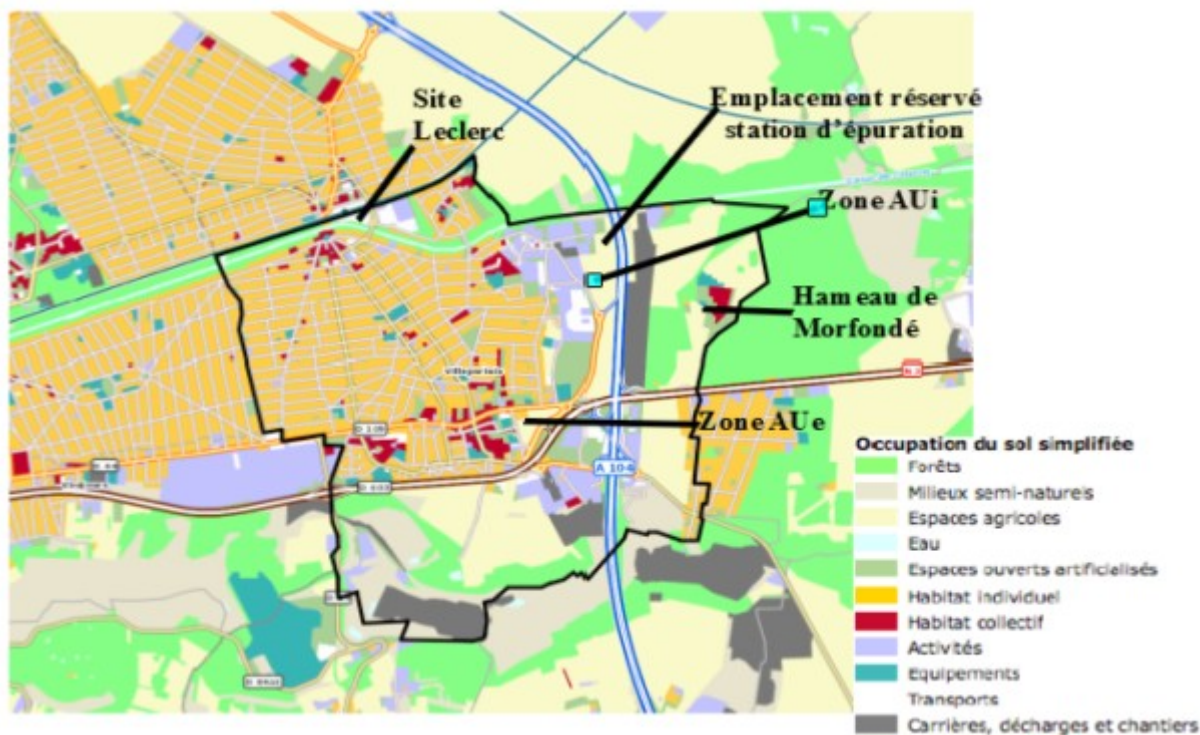 Site
Leclerc
Emplacement réservé
station d'épuration
Zone AUi
Hameau de
Morfondé
Villeparisis
Zone AUe
A 104
Occupation du sol simplifiée
Forêts
Milieux semi-naturels
Espaces agricoles
Eau
Espaces ouverts artificialisés
Habitat individuel
Habitat collectif
Activités
Equipements
Transports
Carrières, décharges et chantiers